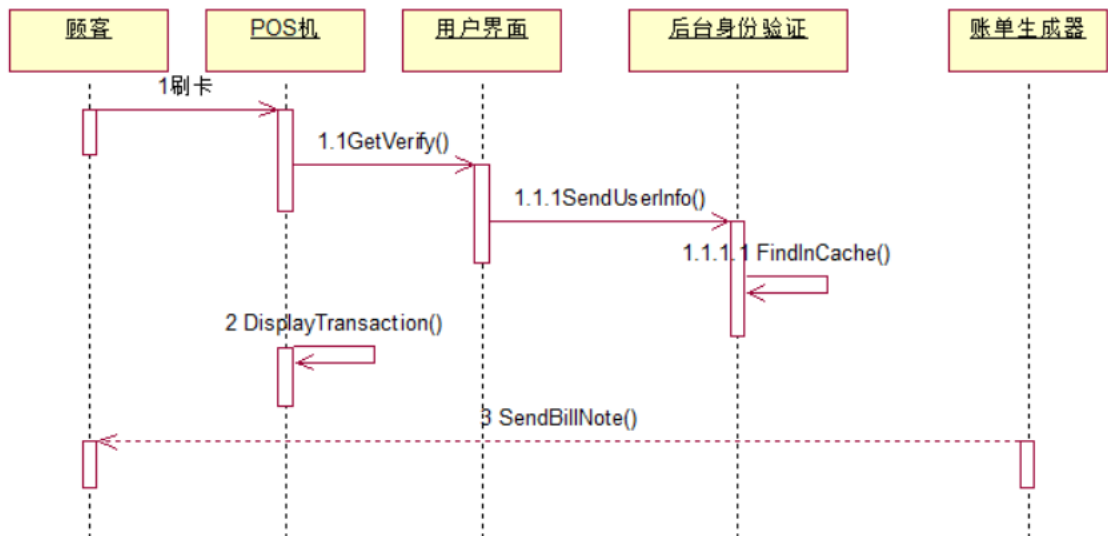 顾客
POS机
用户界面
后台身份验证
账单生成器
1刷卡
1.1GetVerify()
1.1.1SendUserInfo()
1.1.1.1 FindInCache()
2 DisplayTransaction()
3 SendBillNote()